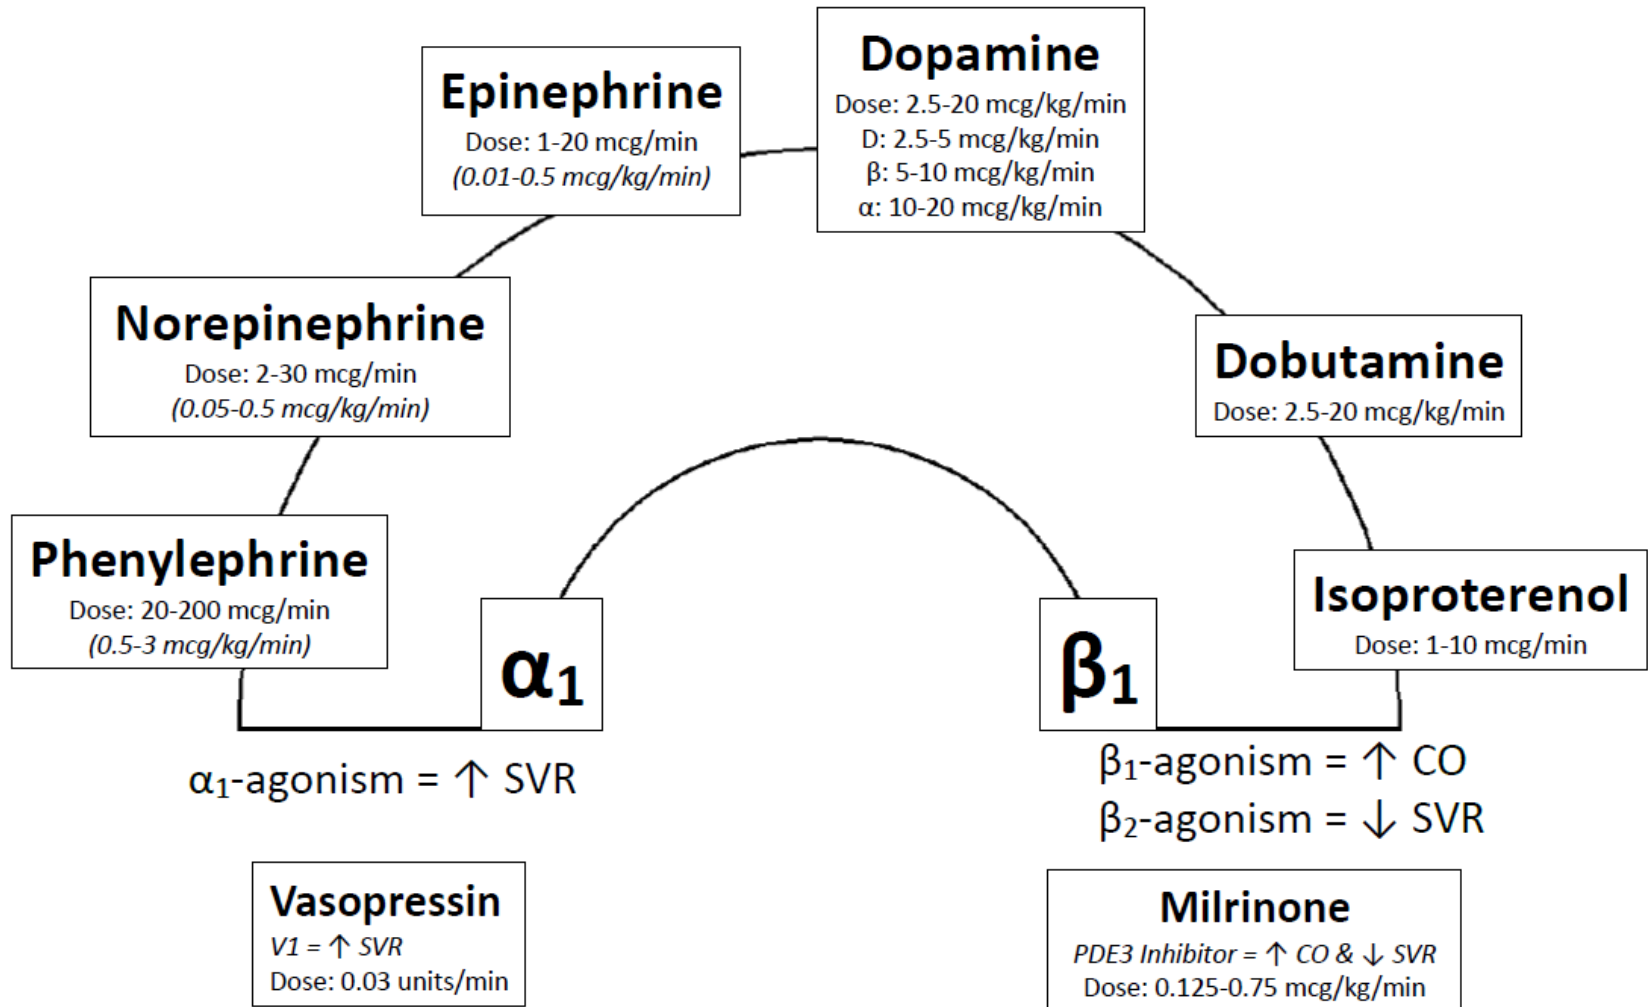 Dopamine
Dose: 2.5-20 mcg/kg/min
D: 2.5-5 mcg/kg/min
β: 5-10 mcg/kg/min
α: 10-20 mcg/kg/min
Epinephrine
Dose: 1-20 mcg/min
(0.01-0.5 mcg/kg/min)
Norepinephrine
Dose: 2-30 mcg/min
(0.05-0.5 mcg/kg/min)
Dobutamine
Dose: 2.5-20 mcg/kg/min
Phenylephrine
Dose: 20-200 mcg/min
(0.5-3 mcg/kg/min)
Isoproterenol
Dose: 1-10 mcg/min
α₁
β₁
α₁-agonism = ↑ SVR
β₁-agonism = ↑ CO
β₂-agonism = ↓ SVR
Vasopressin
V1 = ↑ SVR
Dose: 0.03 units/min
Milrinone
PDE3 Inhibitor = ↑ CO & ↓ SVR
Dose: 0.125-0.75 mcg/kg/min